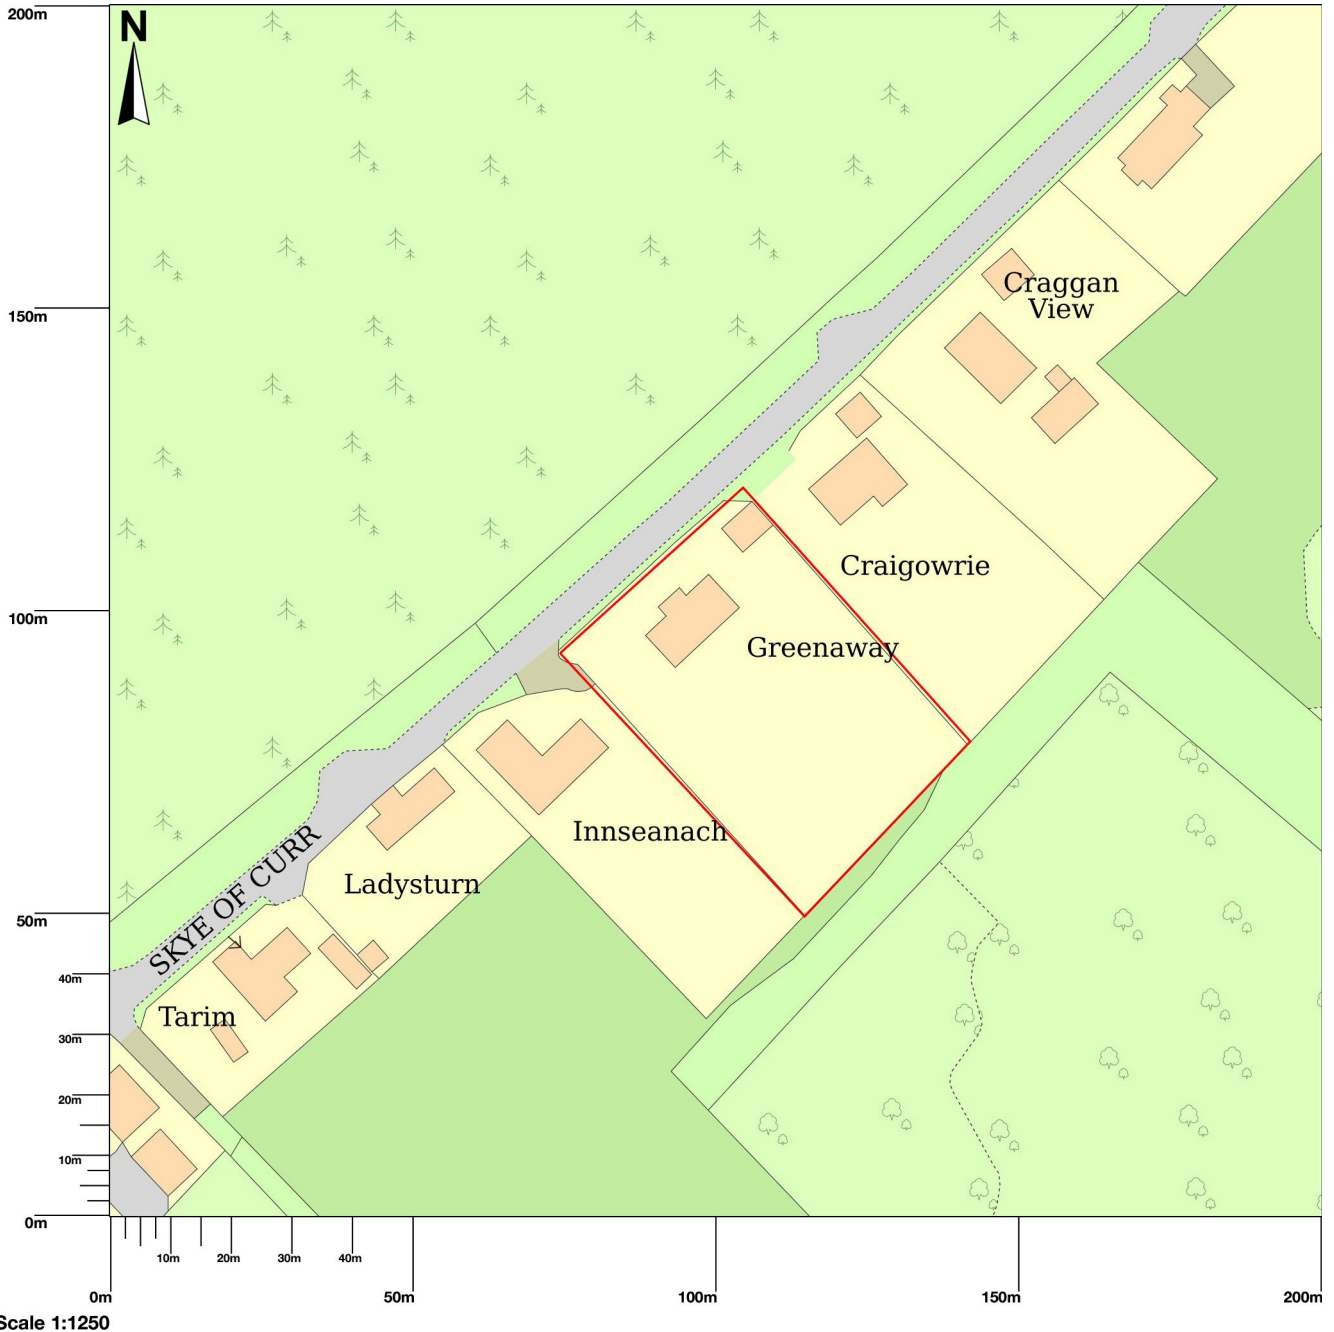 200m
N
150m
Craggan
View
100m
Craigowrie
Greenaway
Innseanach
Ladysturn
SKYE OF CURR
50m
40m
Tarim
30m
20m
10m
0m
10m
20m
30m
40m
0m
50m
100m
150m
200m
Scale 1:1250